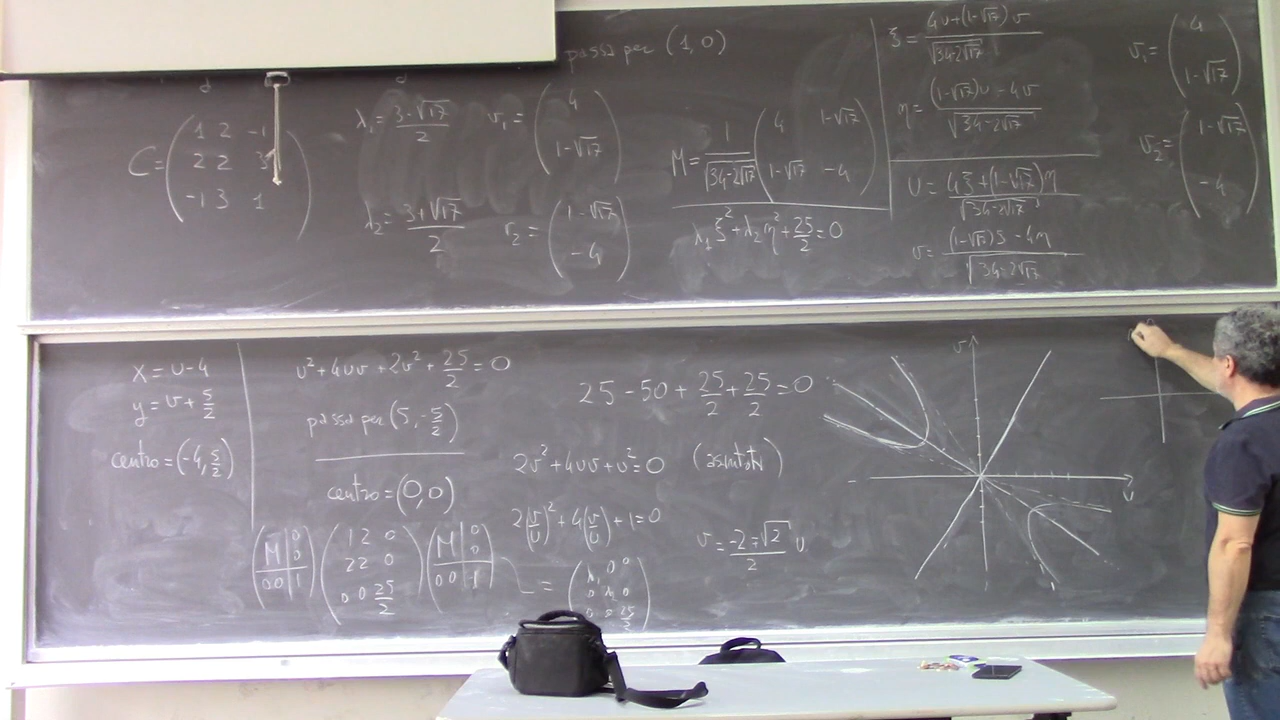 passa per (1,0)
C = ( 1 2 -1
2 2 3
-1 3 1 )
λ₁ = (3-√17)/2
v₁ = ( 4
1-√17 )
λ₂ = (3+√17)/2
v₂ = ( 1-√17
-4 )
M = 1/√(34-2√17) ( 4 1-√17
1-√17 -4 )
λ₁ξ² + λ₂η² + 25/2 = 0
ξ = (4u+(1-√17)v)/√(34-2√17)
η = ((1-√17)u-4v)/√(34-2√17)
u = (4ξ+(1-√17)η)/√(34-2√17)
v = ((1-√17)ξ-4η)/√(34-2√17)
v₁ = ( 4
1-√17 )
v₂ = ( 1-√17
-4 )
x = u-4
y = v+5/2
centro = (-4, 5/2)
u² + 4uv + 2v² + 25/2 = 0
passa per (5, -5/2)
centro = (0,0)
( M 0
0
0 0 1 ) ( 1 2 0
2 2 0
0 0 25/2 ) ( M 0
0
0 0 1 )
= ( λ₁ 0 0
0 λ₂ 0
0 0 25/2 )
25 - 50 + 25/2 + 25/2 = 0
2v² + 4uv + u² = 0 (asintoti)
2(v/u)² + 4(v/u) + 1 = 0
v = (-2±√2)/2 u
v
u